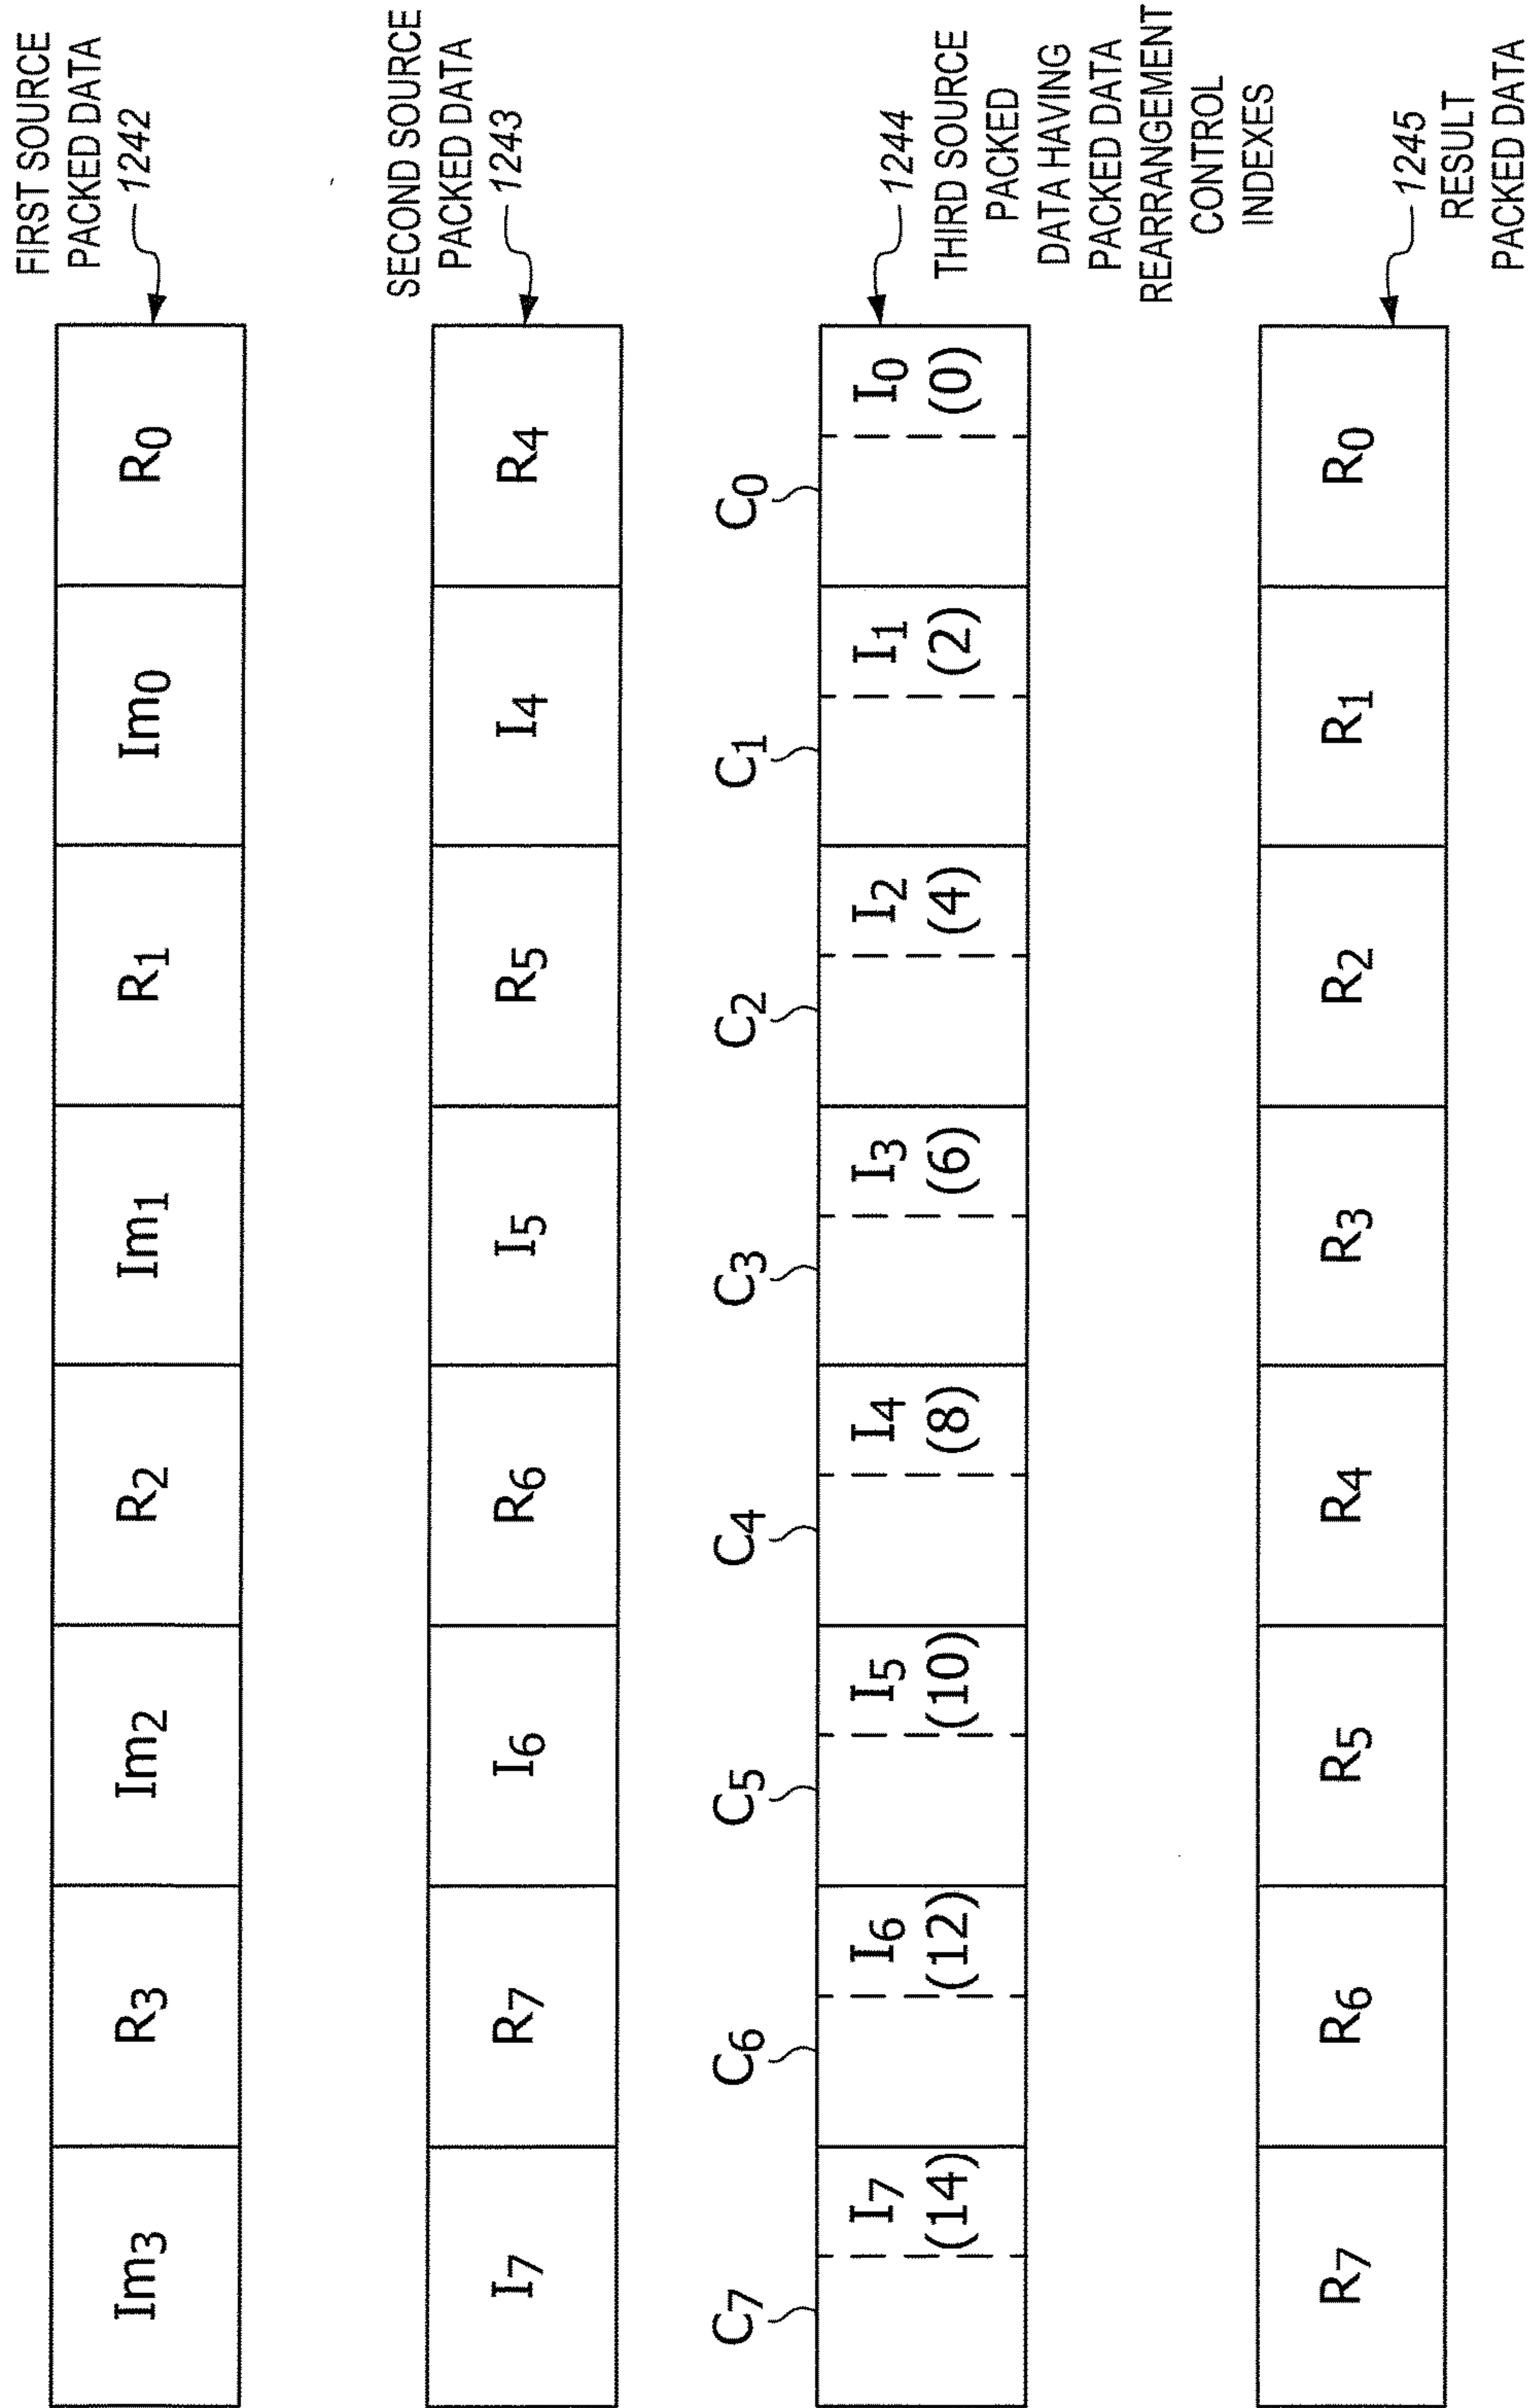 FIRST SOURCE
PACKED DATA
1242
Im3 R3 Im2 R2 Im1 R1 Im0 R0
SECOND SOURCE
PACKED DATA
1243
I7 R7 I6 R6 I5 R5 I4 R4
C7 C6 C5 C4 C3 C2 C1 C0
I7 I6 I5 I4 I3 I2 I1 I0
(14) (12) (10) (8) (6) (4) (2) (0)
1244
THIRD SOURCE
PACKED
DATA HAVING
PACKED DATA
REARRANGEMENT
CONTROL
INDEXES
R7 R6 R5 R4 R3 R2 R1 R0
1245
RESULT
PACKED DATA